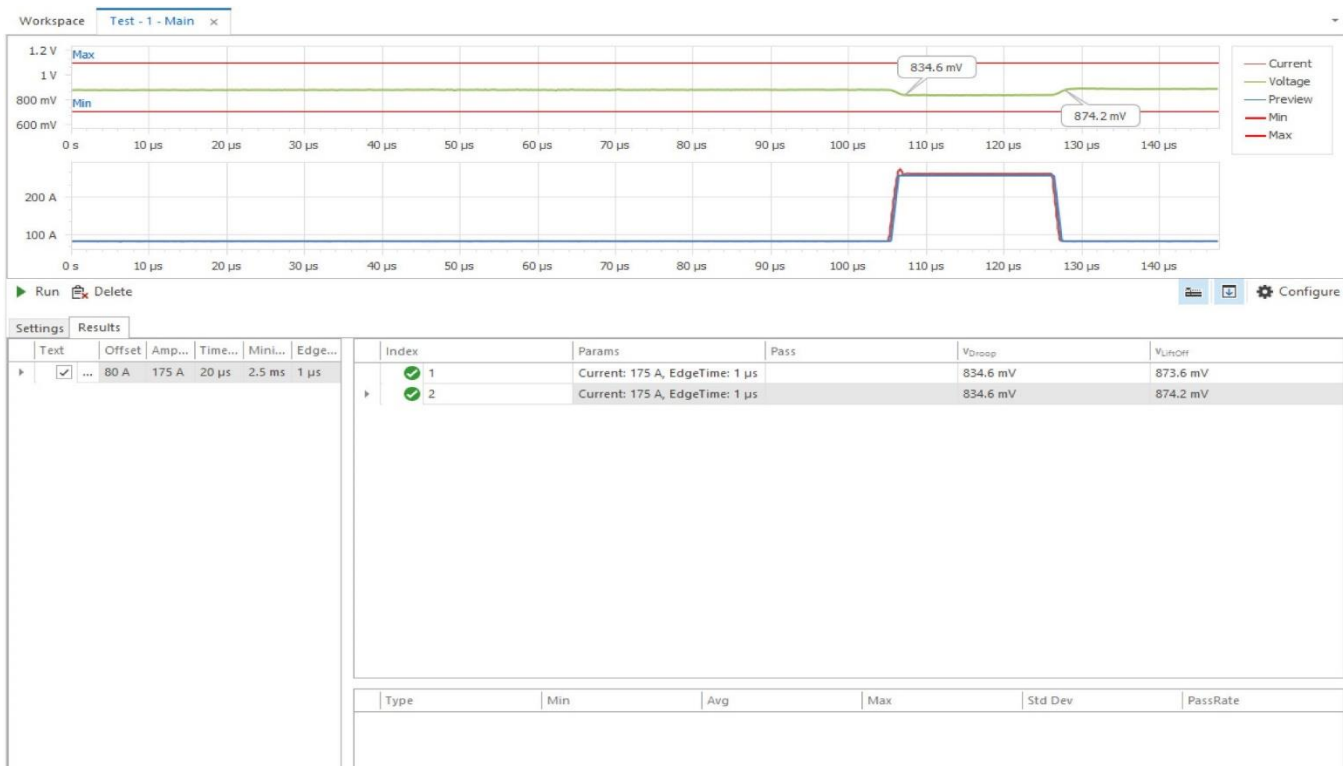 Workspace Test - 1 - Main ×
1.2 V
1 V
800 mV
600 mV
Max
Min
834.6 mV
874.2 mV
0 s 10 µs 20 µs 30 µs 40 µs 50 µs 60 µs 70 µs 80 µs 90 µs 100 µs 110 µs 120 µs 130 µs 140 µs
Current
Voltage
Preview
Min
Max
200 A
100 A
0 s 10 µs 20 µs 30 µs 40 µs 50 µs 60 µs 70 µs 80 µs 90 µs 100 µs 110 µs 120 µs 130 µs 140 µs
Run Delete Configure
Settings Results
Text Offset Amp... Time... Mini... Edge...
... 80 A 175 A 20 µs 2.5 ms 1 µs
Index Params Pass VDroop VLiftOff
1 Current: 175 A, EdgeTime: 1 µs 834.6 mV 873.6 mV
2 Current: 175 A, EdgeTime: 1 µs 834.6 mV 874.2 mV
Type Min Avg Max Std Dev PassRate